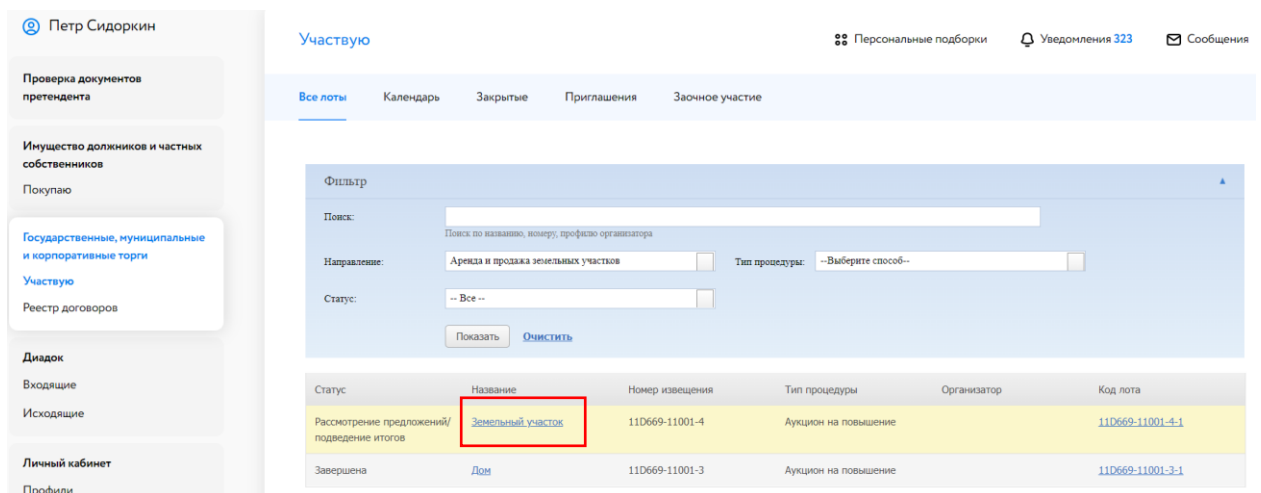 Петр Сидоркин
Проверка документов
претендента
Имущество должников и частных
собственников
Покупаю
Государственные, муниципальные
и корпоративные торги
Участвую
Реестр договоров
Диадок
Входящие
Исходящие
Личный кабинет
Профили
Участвую
Персональные подборки Уведомления 323 Сообщения
Все лоты Календарь Закрытые Приглашения Заочное участие
Фильтр
Поиск:
Поиск по названию, номеру, профилю организатора
Направление: Аренда и продажа земельных участков Тип процедуры: --Выберите способ--
Статус: -- Все --
Показать Очистить
Статус Название Номер извещения Тип процедуры Организатор Код лота
Рассмотрение предложений/ Земельный участок 11D669-11001-4 Аукцион на повышение 11D669-11001-4-1
подведение итогов
Завершена Дом 11D669-11001-3 Аукцион на повышение 11D669-11001-3-1